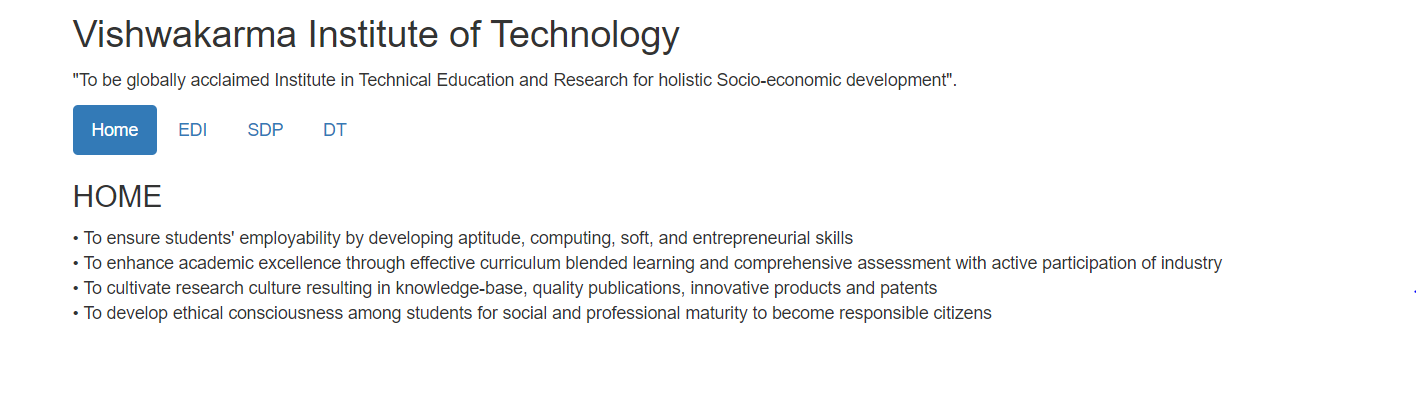 Vishwakarma Institute of Technology
"To be globally acclaimed Institute in Technical Education and Research for holistic Socio-economic development".
Home EDI SDP DT
HOME
• To ensure students' employability by developing aptitude, computing, soft, and entrepreneurial skills
• To enhance academic excellence through effective curriculum blended learning and comprehensive assessment with active participation of industry
• To cultivate research culture resulting in knowledge-base, quality publications, innovative products and patents
• To develop ethical consciousness among students for social and professional maturity to become responsible citizens